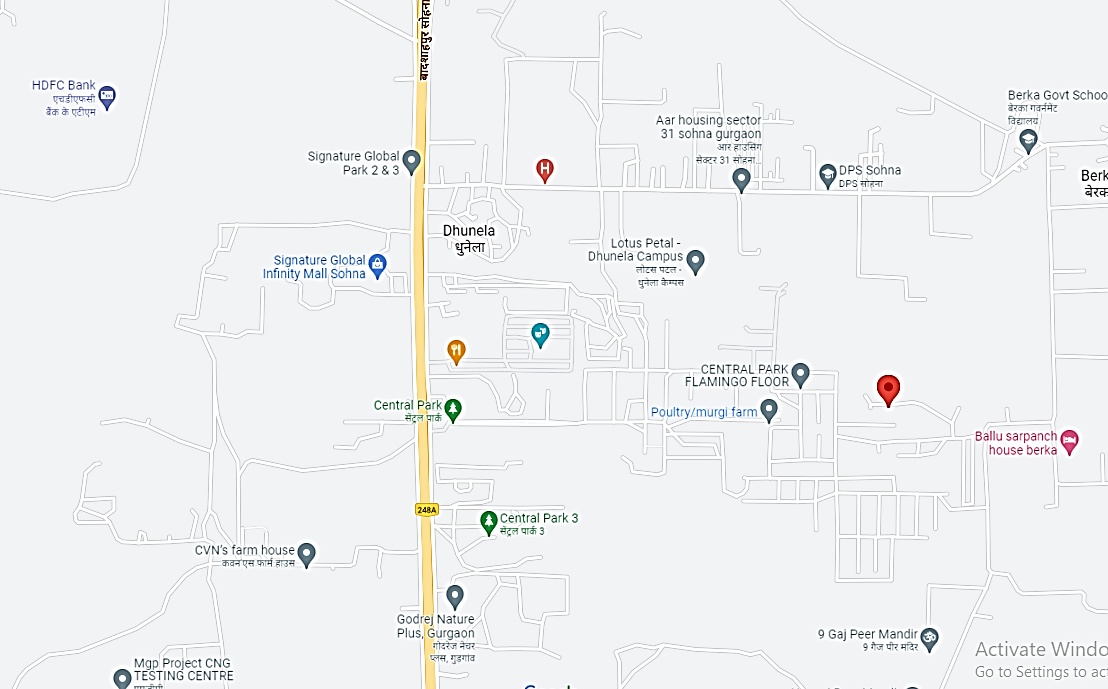 बादशाहपुर सोहना
HDFC Bank
एचडीएफसी
बैंक के एटीएम
Berka Govt Schoo
बेरका गवर्नमेंट
विद्यालय
Aar housing sector
31 sohna gurgaon
आर हाउसिंग
सेक्टर 31 सोहना...
Signature Global
Park 2 & 3
H
DPS Sohna
DPS सोहना
Berk
बेरक
Dhunela
धुनेला
Lotus Petal -
Dhunela Campus
लोटस पटल -
धुनेला कैम्पस
Signature Global
Infinity Mall Sohna
CENTRAL PARK
FLAMINGO FLOOR
Central Park
सेंट्रल पार्क
Poultry/murgi farm
Ballu sarpanch
house berka
248A
Central Park 3
सेंट्रल पार्क 3
CVN's farm house
कवनएस फार्म हाउस
Godrej Nature
Plus, Gurgaon
गोदरेज नेचर
प्लस, गुड़गांव
9 Gaj Peer Mandir
9 गैज पीर मंदिर
Activate Windo
Go to Settings to act
Mgp Project CNG
TESTING CENTRE